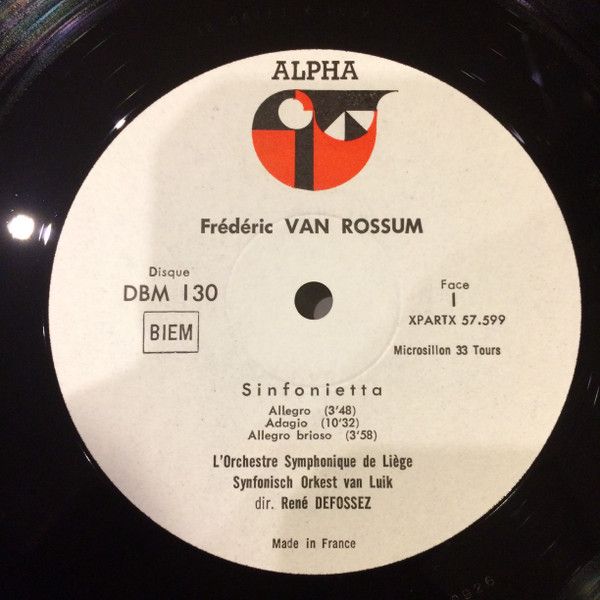 ALPHA
Frédéric VAN ROSSUM
Disque
DBM 130
BIEM
Face
1
XPARTX 57.599
Microsillon 33 Tours
Sinfonietta
Allegro (3'48)
Adagio (10'32)
Allegro brioso (3'58)
L'Orchestre Symphonique de Liège
Synfonisch Orkest van Luik
dir. René DEFOSSEZ
Made in France